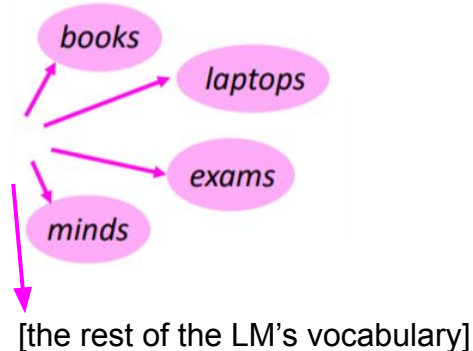 books
laptops
exams
minds
[the rest of the LM's vocabulary]